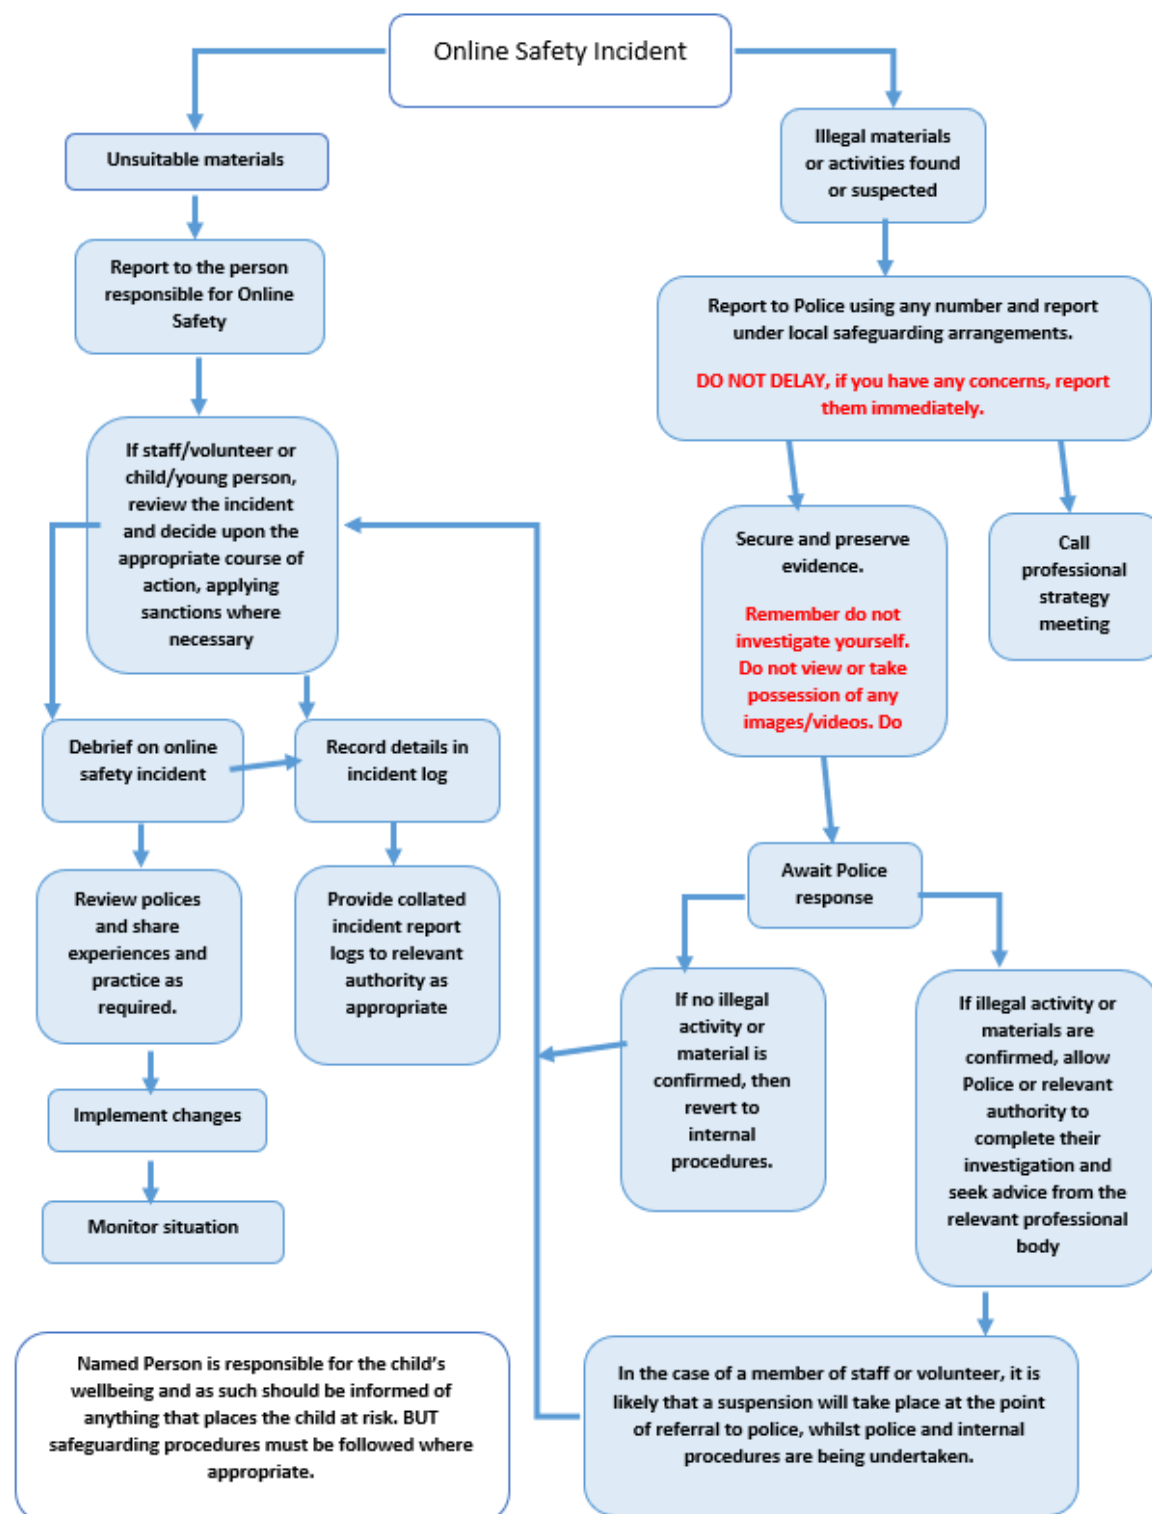 Online Safety Incident
Unsuitable materials
Report to the person
responsible for Online
Safety
If staff/volunteer or
child/young person,
review the incident
and decide upon the
appropriate course of
action, applying
sanctions where
necessary
Debrief on online
safety incident
Record details in
incident log
Review polices
and share
experiences and
practice as
required.
Provide collated
incident report
logs to relevant
authority as
appropriate
Implement changes
Monitor situation
Illegal materials
or activities found
or suspected
Report to Police using any number and report
under local safeguarding arrangements.
DO NOT DELAY, if you have any concerns, report
them immediately.
Secure and preserve
evidence.
Remember do not
investigate yourself.
Do not view or take
possession of any
images/videos. Do
Call
professional
strategy
meeting
Await Police
response
If no illegal
activity or
material is
confirmed, then
revert to
internal
procedures.
If illegal activity or
materials are
confirmed, allow
Police or relevant
authority to
complete their
investigation and
seek advice from the
relevant professional
body
In the case of a member of staff or volunteer, it is
likely that a suspension will take place at the point
of referral to police, whilst police and internal
procedures are being undertaken.
Named Person is responsible for the child's
wellbeing and as such should be informed of
anything that places the child at risk. BUT
safeguarding procedures must be followed where
appropriate.